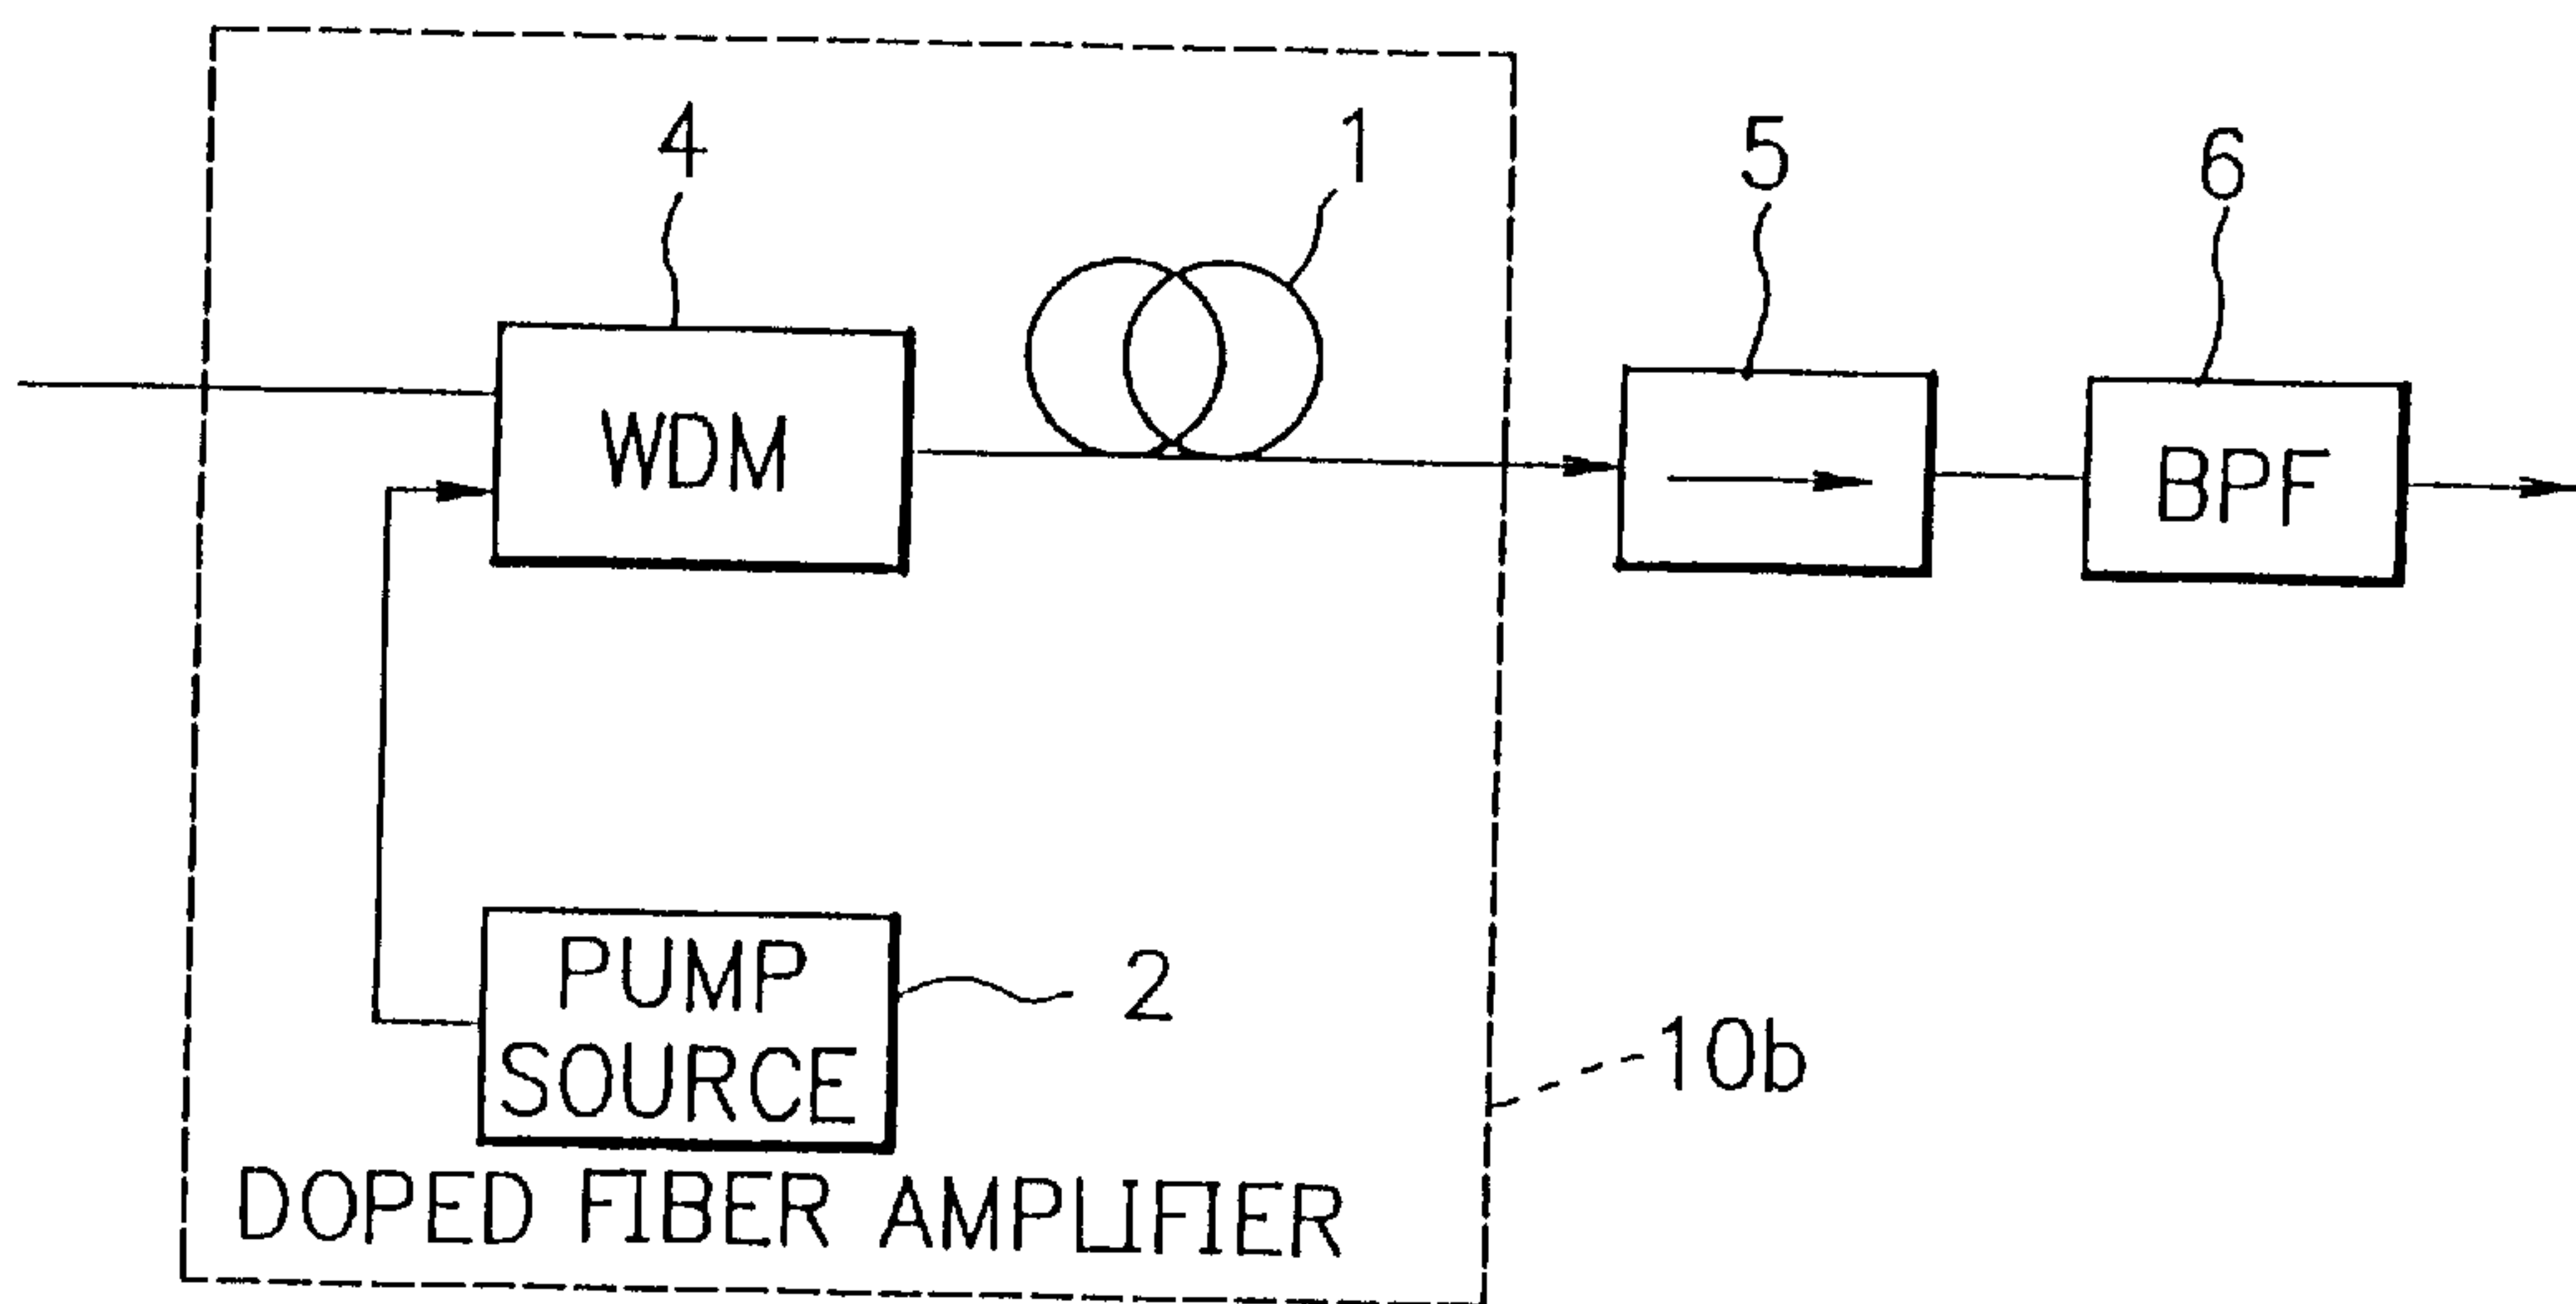 4
1
5
6
WDM
BPF
PUMP
SOURCE
2
10b
DOPED FIBER AMPLIFIER